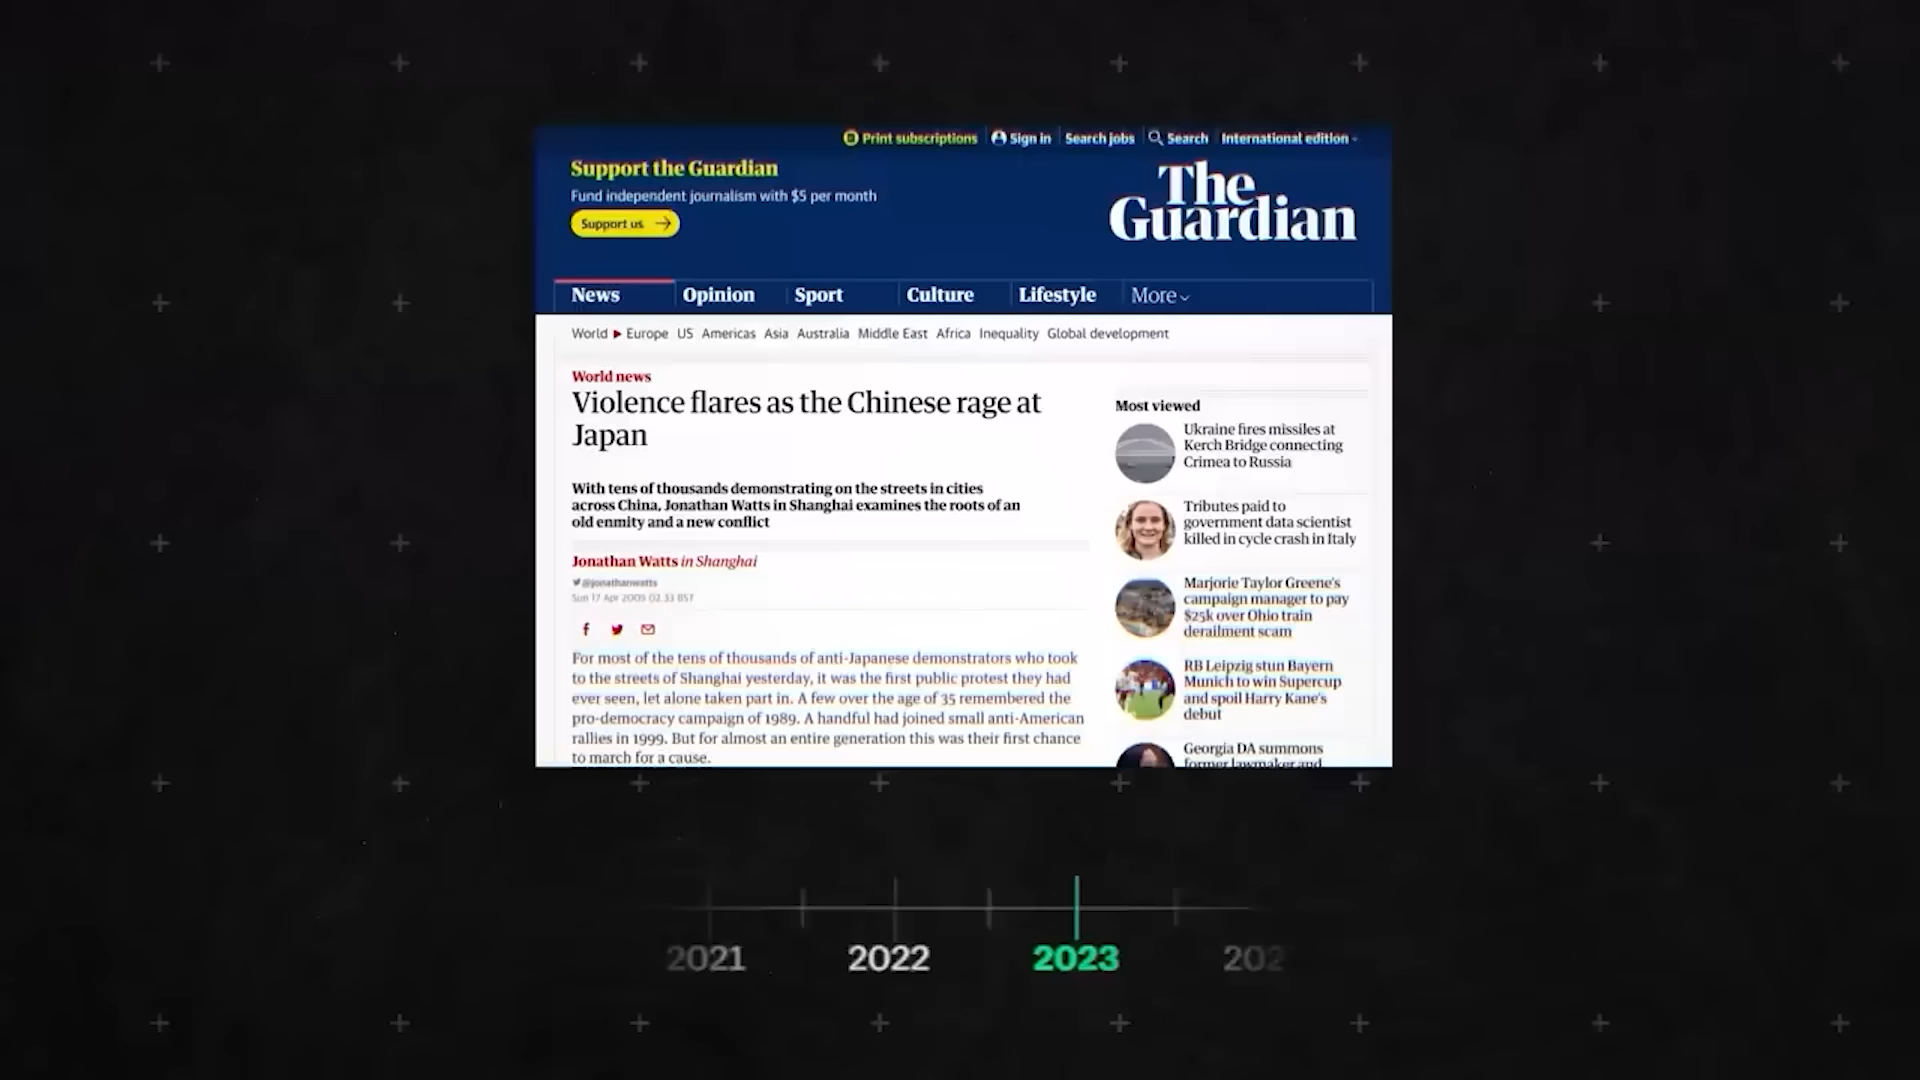 Print subscriptions
Sign in
Search jobs
Search
International edition
Support the Guardian
Fund independent journalism with $5 per month
Support us
The
Guardian
News
Opinion
Sport
Culture
Lifestyle
More
World
Europe
US
Americas
Asia
Australia
Middle East
Africa
Inequality
Global development
World news
Violence flares as the Chinese rage at
Japan
With tens of thousands demonstrating on the streets in cities
across China, Jonathan Watts in Shanghai examines the roots of an
old enmity and a new conflict
Jonathan Watts in Shanghai
@jonathanwatts
Sun 17 Apr 02.33 BST
For most of the tens of thousands of anti-Japanese demonstrators who took
to the streets of Shanghai yesterday, it was the first public protest they had
ever seen, let alone taken part in. A few over the age of 35 remembered the
pro-democracy campaign of 1989. A handful had joined small anti-American
rallies in 1999. But for almost an entire generation this was their first chance
to march for a cause.
Most viewed
Ukraine fires missiles at
Kerch Bridge connecting
Crimea to Russia
Tributes paid to
government data scientist
killed in cycle crash in Italy
Marjorie Taylor Greene's
campaign manager to pay
$25k over Ohio train
derailment scam
RB Leipzig stun Bayern
Munich to win Supercup
and spoil Harry Kane's
debut
Georgia DA summons
former lawmaker and
2021
2022
2023